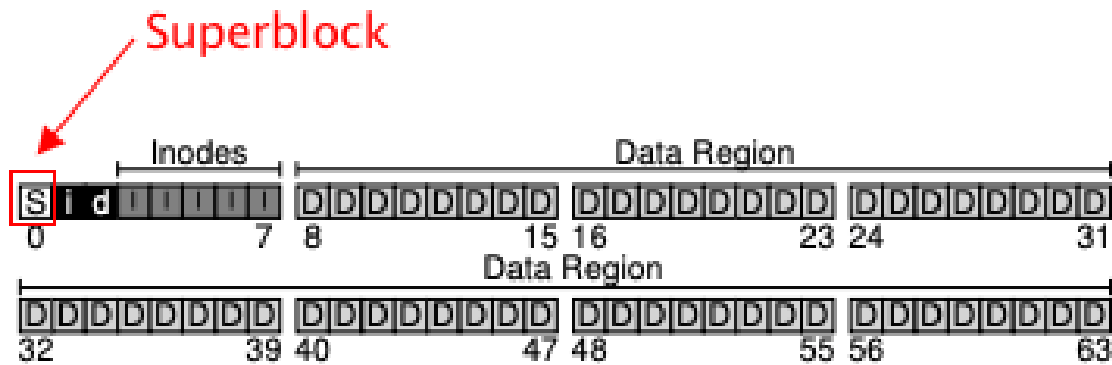 Superblock
Inodes Data Region
S i d I I I I I D D D D D D D D D D D D D D D D D D D D D D D D
0 7 8 15 16 23 24 31
Data Region
D D D D D D D D D D D D D D D D D D D D D D D D D D D D D D D D
32 39 40 47 48 55 56 63